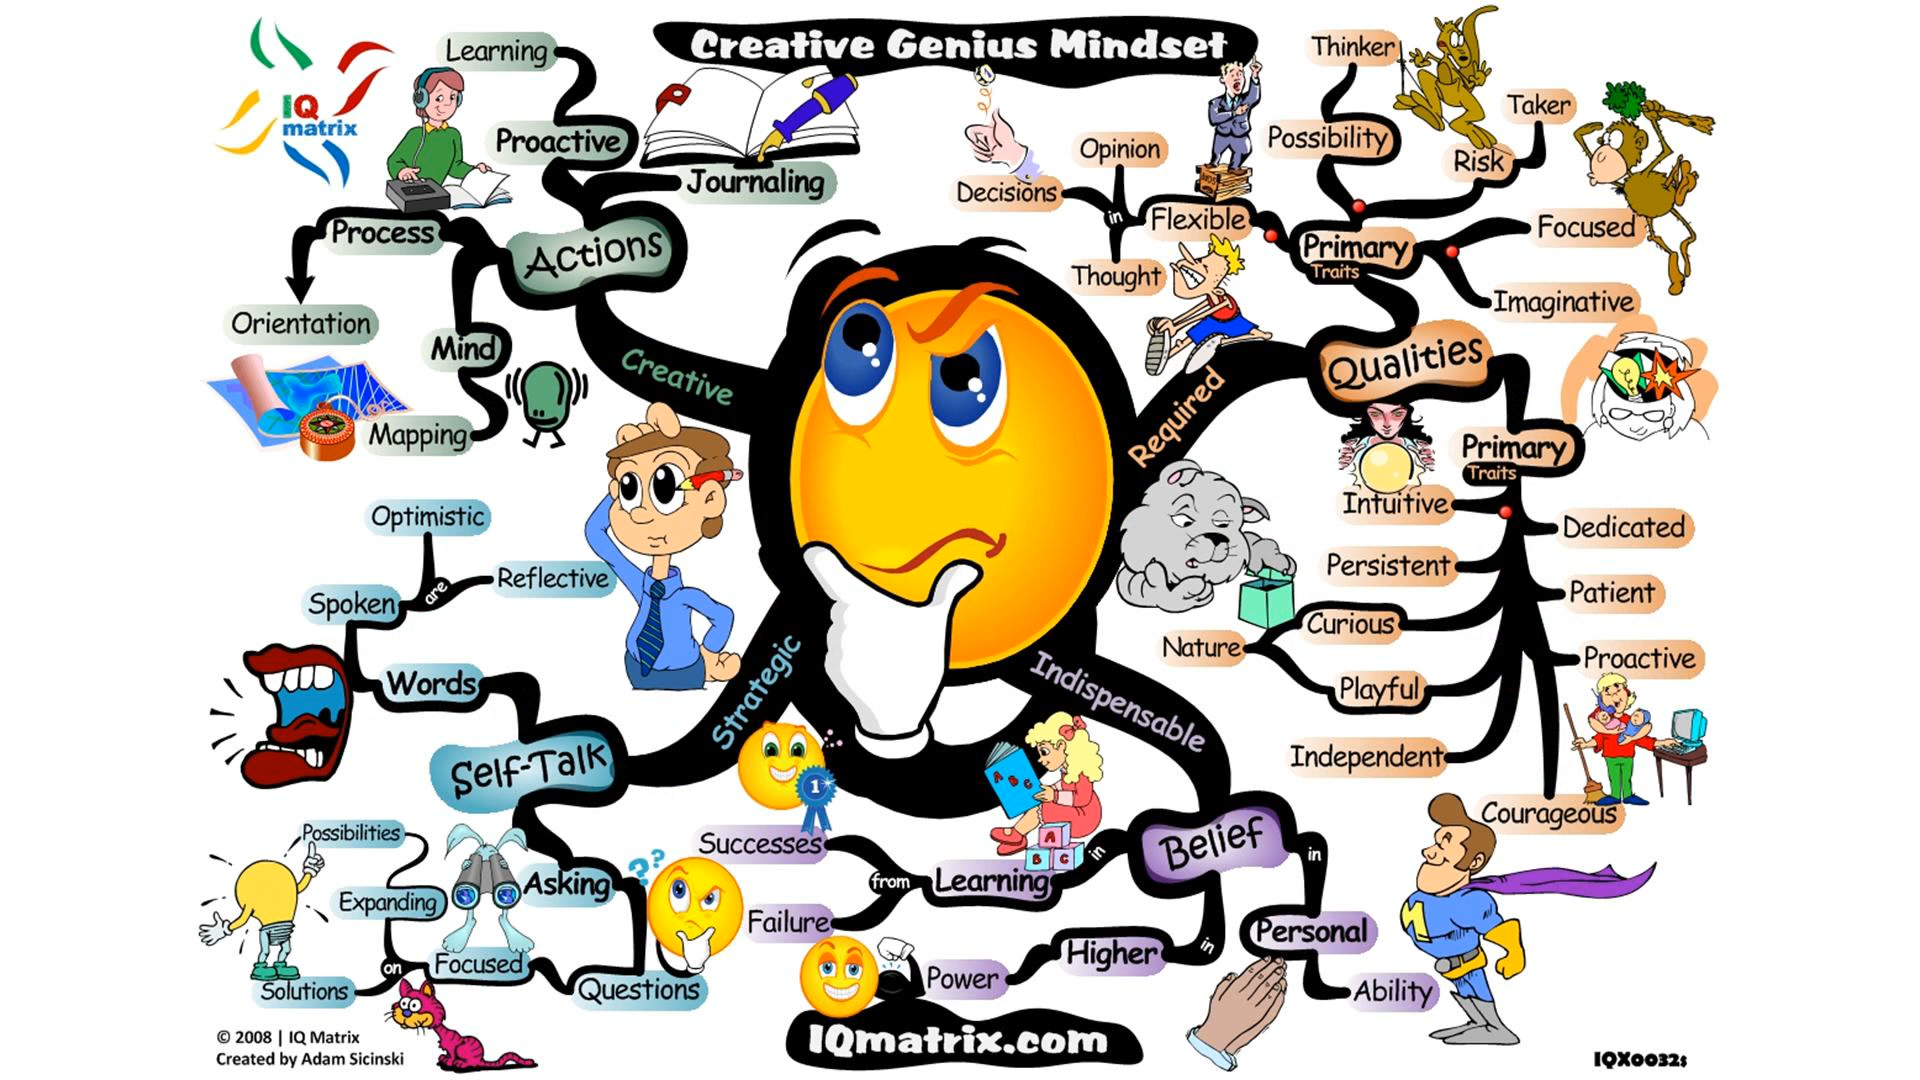 Creative Genius Mindset
IQ
matrix
Learning
Proactive
Journaling
Process
Actions
Orientation
Mind
Mapping
Creative
Opinion
Decisions
in
Flexible
Thought
Thinker
Possibility
Taker
Risk
Primary
Traits
Focused
Imaginative
Qualities
Required
Primary
Traits
Intuitive
Dedicated
Persistent
Patient
Curious
Nature
Proactive
Playful
Independent
Courageous
Optimistic
Reflective
are
Spoken
Words
Strategic
Self-Talk
Possibilities
Expanding
Asking
??
Focused
on
Solutions
Questions
Indispensable
1
A B C
A
B C
Successes
from
Learning
in
Belief
in
Failure
Personal
Higher
in
Power
Ability
M
IQmatrix.com
© 2008 | IQ Matrix
Created by Adam Sicinski
IQX0032s